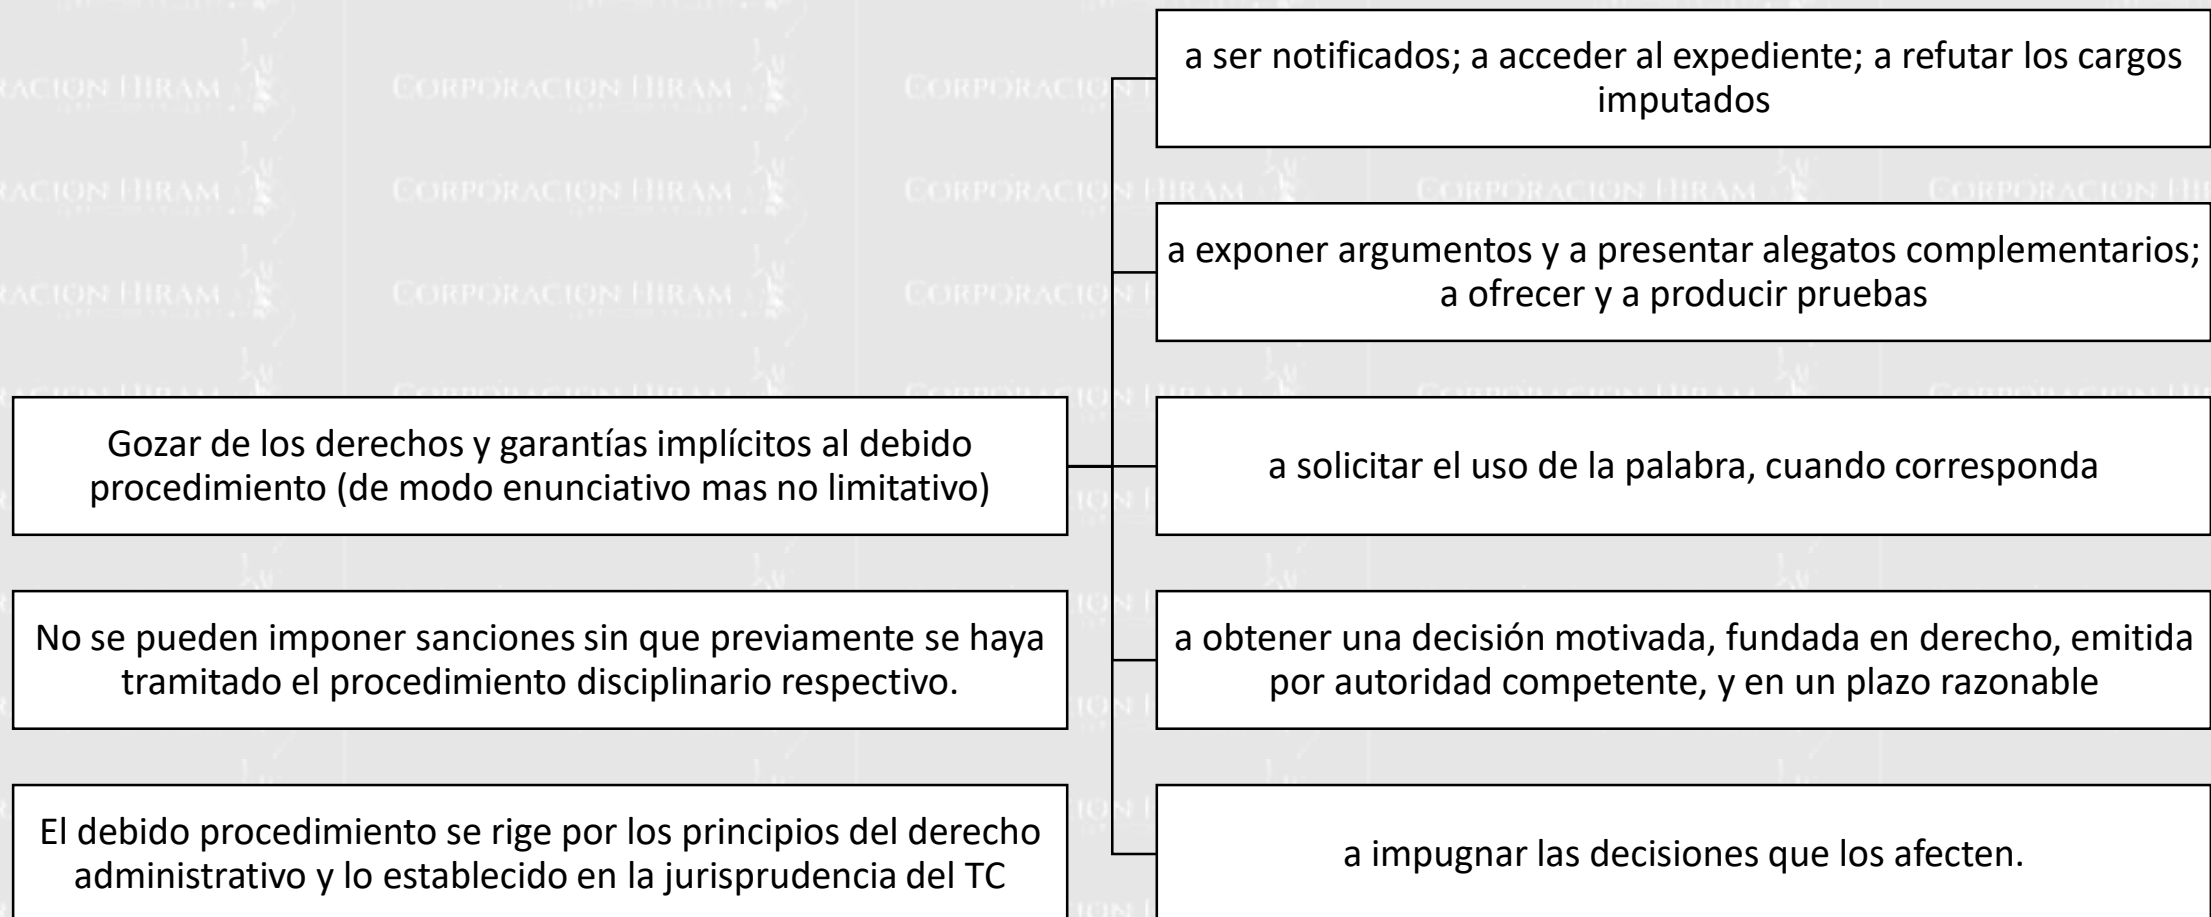 Gozar de los derechos y garantías implícitos al debido
procedimiento (de modo enunciativo mas no limitativo)
a ser notificados; a acceder al expediente; a refutar los cargos
imputados
a exponer argumentos y a presentar alegatos complementarios;
a ofrecer y a producir pruebas
a solicitar el uso de la palabra, cuando corresponda
a obtener una decisión motivada, fundada en derecho, emitida
por autoridad competente, y en un plazo razonable
a impugnar las decisiones que los afecten.
No se pueden imponer sanciones sin que previamente se haya
tramitado el procedimiento disciplinario respectivo.
El debido procedimiento se rige por los principios del derecho
administrativo y lo establecido en la jurisprudencia del TC
CORPORACION HIRAM